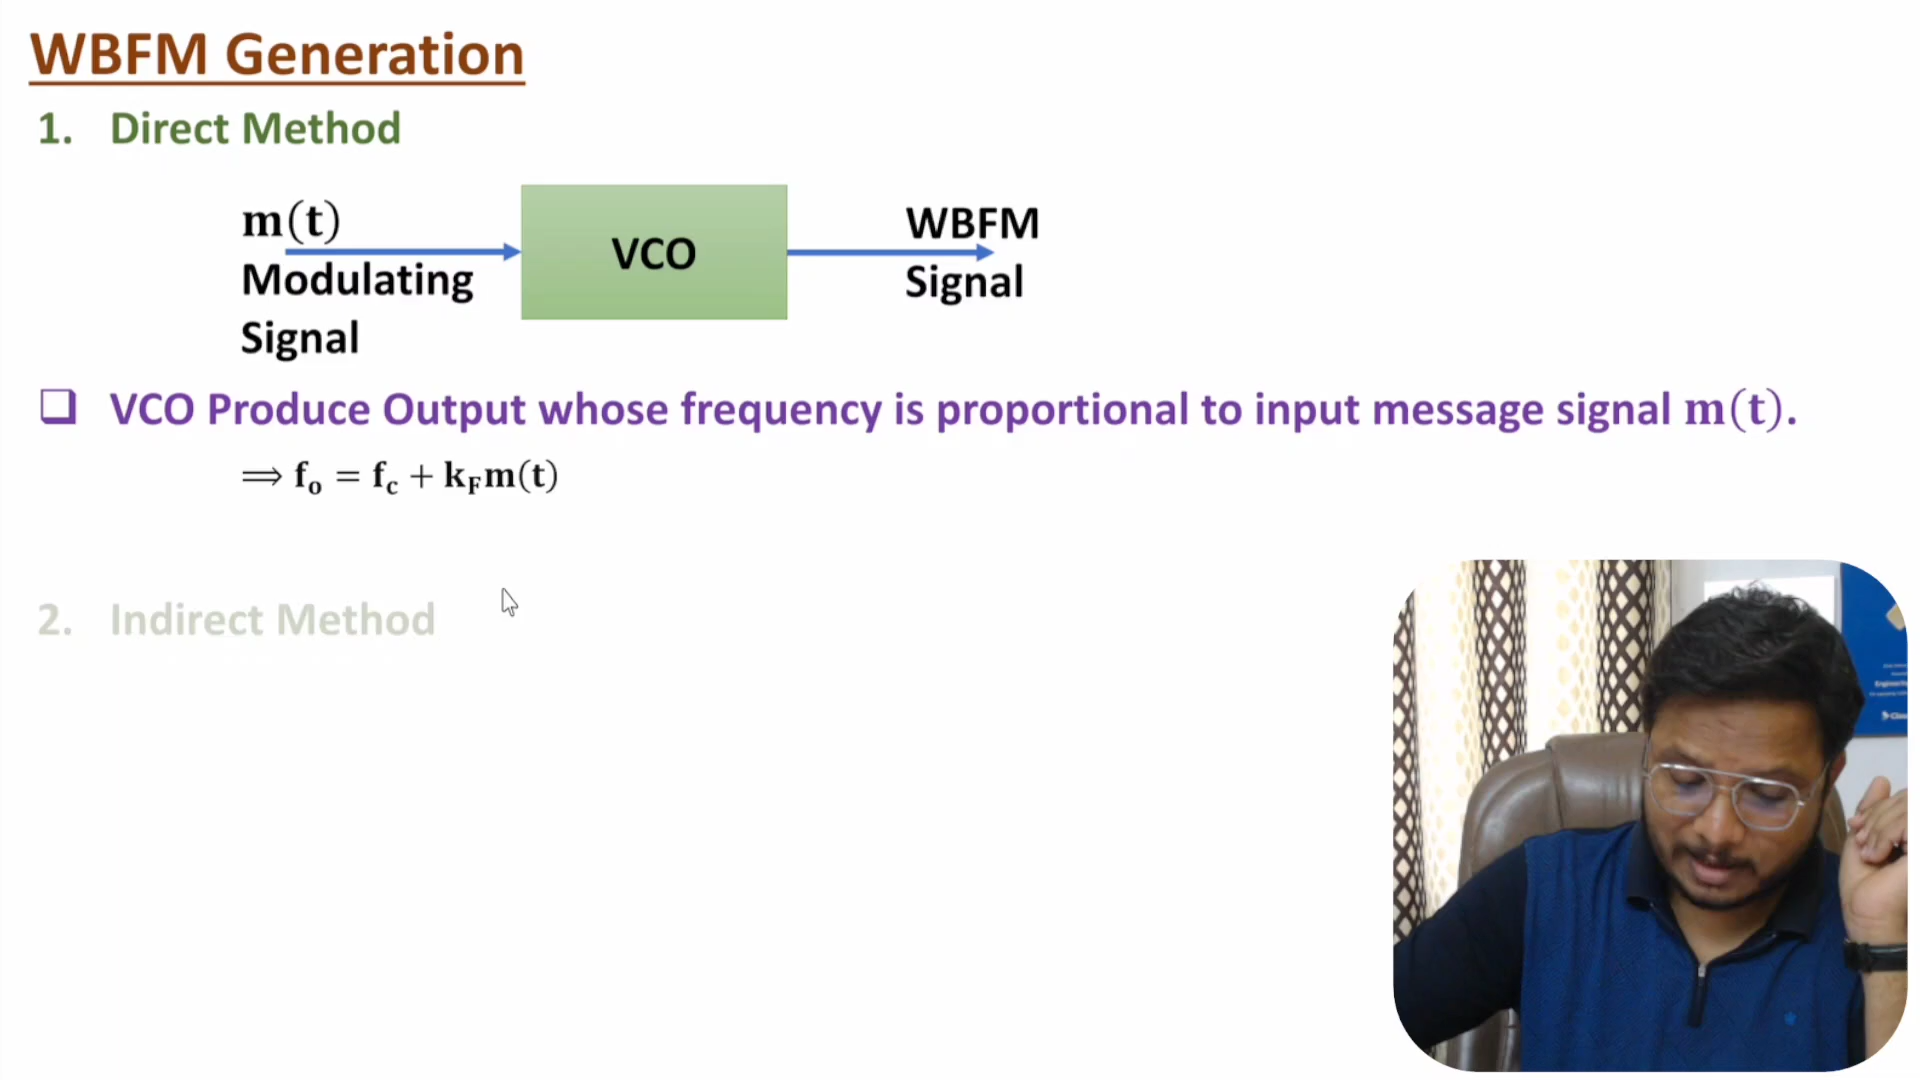 WBFM Generation
1. Direct Method
m(t)
Modulating
Signal
VCO
WBFM
Signal
❑ VCO Produce Output whose frequency is proportional to input message signal m(t).
⟹ fₒ = f_c + k_F m(t)
2. Indirect Method